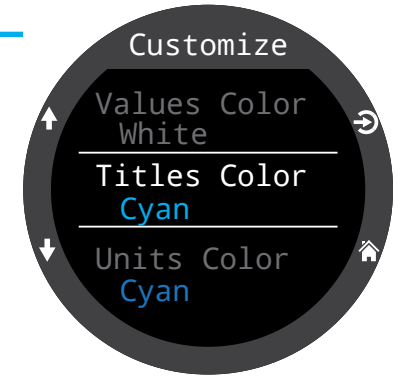 Customize
Values Color
White
Titles Color
Cyan
Units Color
Cyan